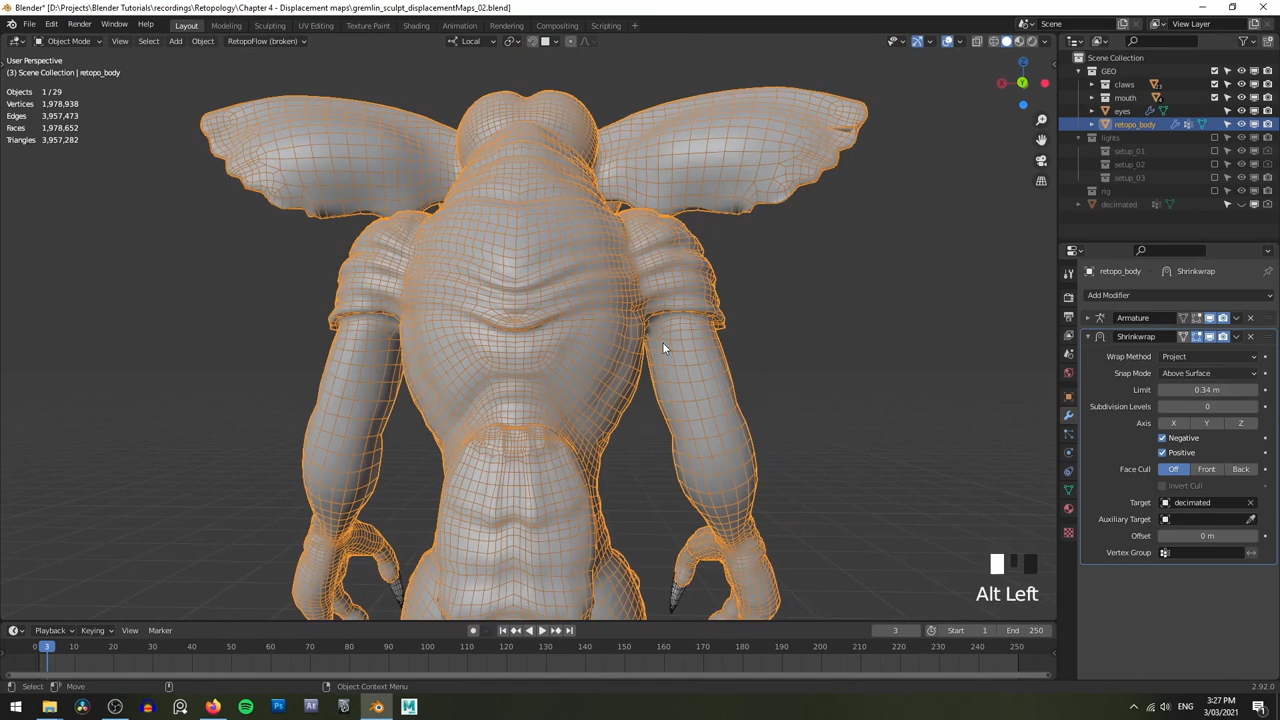 Blender* [D:\Projects\Blender Tutorials\recordings\Retopology\Chapter 4 - Displacement maps\gremlin_sculpt_displacementMaps_02.blend]
File Edit Render Window Help Layout Modeling Sculpting UV Editing Texture Paint Shading Animation Rendering Compositing Scripting + Scene View Layer
Object Mode View Select Add Object RetopoFlow (broken) Local
User Perspective
(3) Scene Collection | retopo_body
Objects 1/29
Vertices 1,978,938
Edges 3,957,473
Faces 1,978,652
Triangles 3,957,282
Z
Y
X
Scene Collection
GEO
claws 23
mouth
eyes
retopo_body
lights
setup_01
setup_02
setup_03
rig
decimated
retopo_body Shrinkwrap
Add Modifier
Armature
Shrinkwrap
Wrap Method Project
Snap Mode Above Surface
Limit 0.34 m
Subdivision Levels 0
Axis X Y Z
Negative
Positive
Face Cull Off Front Back
Invert Cull
Target decimated
Auxiliary Target
Offset 0 m
Vertex Group
Alt Left
Playback Keying View Marker 3 Start 1 End 250
0 3 10 20 30 40 50 60 70 80 90 100 110 120 130 140 150 160 170 180 190 200 210 220 230 240 250
Select Move Object Context Menu 2.92.0
Ps Ae M ENG 3:27 PM
3/03/2021